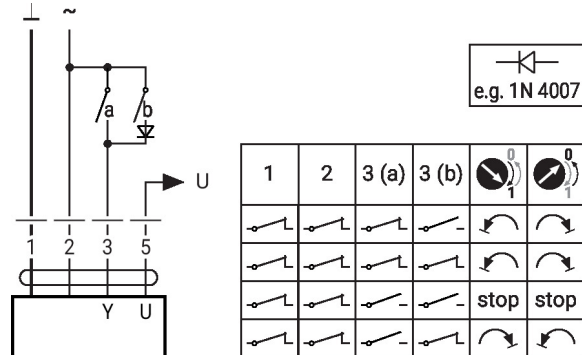 ⊥ ~
a b
e.g. 1N 4007
U
1 2 3 5
Y U
1 2 3 (a) 3 (b) 0 1 0 1
stop stop